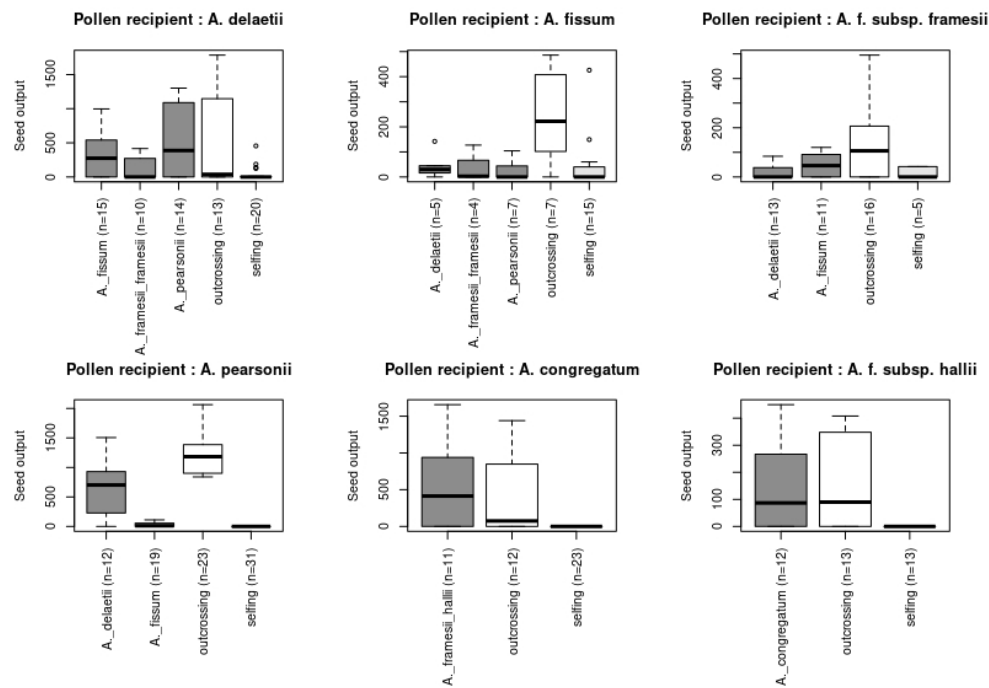 Pollen recipient : A. delaetii
Seed output
0
500
1500
A._fissum (n=15)
A._framesii_framesii (n=10)
A._pearsonii (n=14)
outcrossing (n=13)
selfing (n=20)
Pollen recipient : A. fissum
Seed output
0
200
400
A._delaetii (n=5)
A._framesii_framesii (n=4)
A._pearsonii (n=7)
outcrossing (n=7)
selfing (n=15)
Pollen recipient : A. f. subsp. framesii
Seed output
0
200
400
A._delaetii (n=13)
A._fissum (n=11)
outcrossing (n=16)
selfing (n=5)
Pollen recipient : A. pearsonii
Seed output
0
500
1500
A._delaetii (n=12)
A._fissum (n=19)
outcrossing (n=23)
selfing (n=31)
Pollen recipient : A. congregatum
Seed output
0
500
1500
A._framesii_hallii (n=11)
outcrossing (n=12)
selfing (n=23)
Pollen recipient : A. f. subsp. hallii
Seed output
0
100
300
A._congregatum (n=12)
outcrossing (n=13)
selfing (n=13)